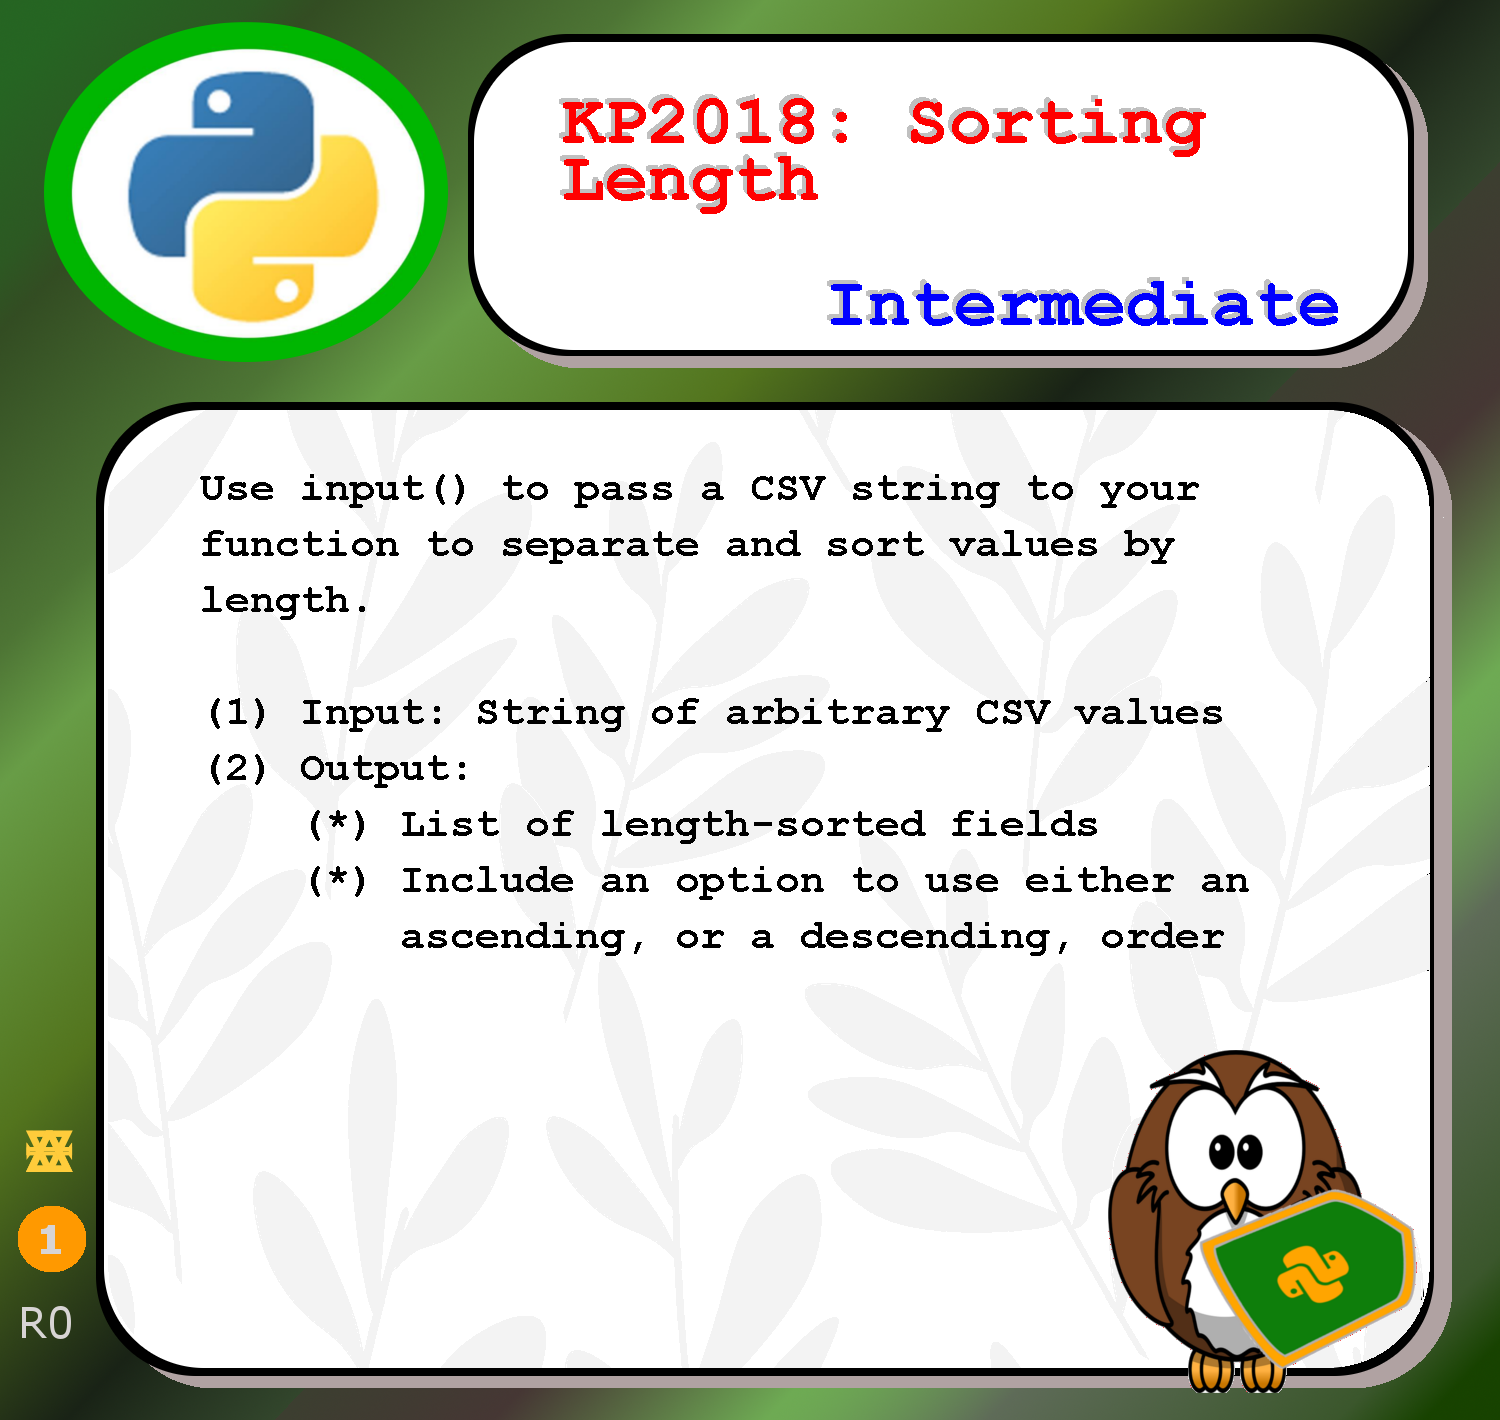 KP2018: Sorting
Length
Intermediate
Use input() to pass a CSV string to your
function to separate and sort values by
length.
(1) Input: String of arbitrary CSV values
(2) Output:
(*) List of length-sorted fields
(*) Include an option to use either an
ascending, or a descending, order
1
R0